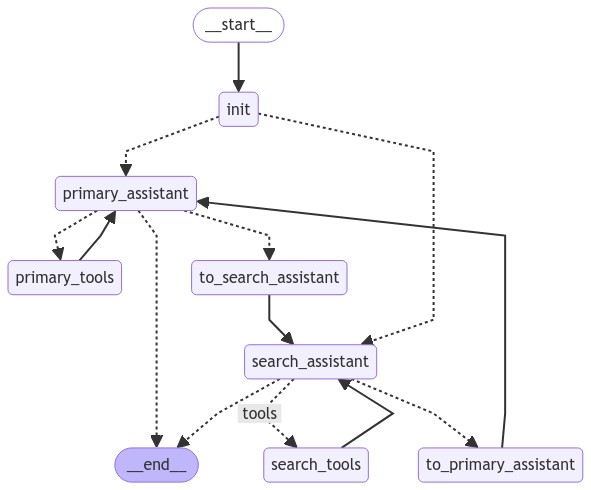 __start__
init
primary_assistant
primary_tools
to_search_assistant
search_assistant
tools
__end__
search_tools
to_primary_assistant